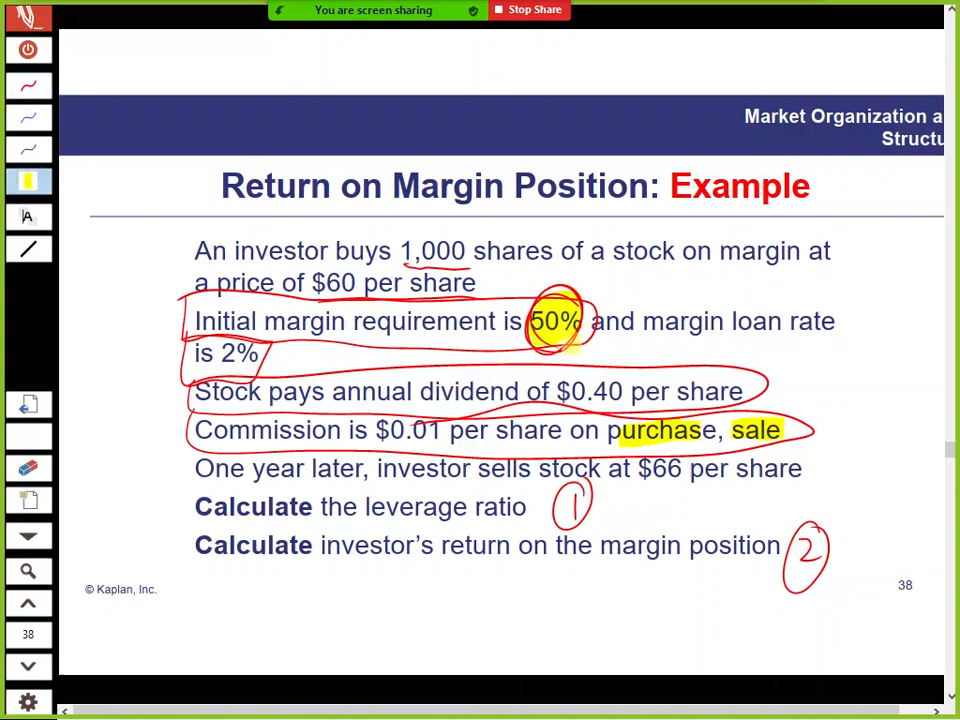 You are screen sharing
Stop Share
Market Organization a
Structu
Return on Margin Position: Example
An investor buys 1,000 shares of a stock on margin at
a price of $60 per share
Initial margin requirement is 50% and margin loan rate
is 2%
Stock pays annual dividend of $0.40 per share
Commission is $0.01 per share on purchase, sale
One year later, investor sells stock at $66 per share
Calculate the leverage ratio 1
Calculate investor's return on the margin position 2
© Kaplan, Inc.
38
A
38